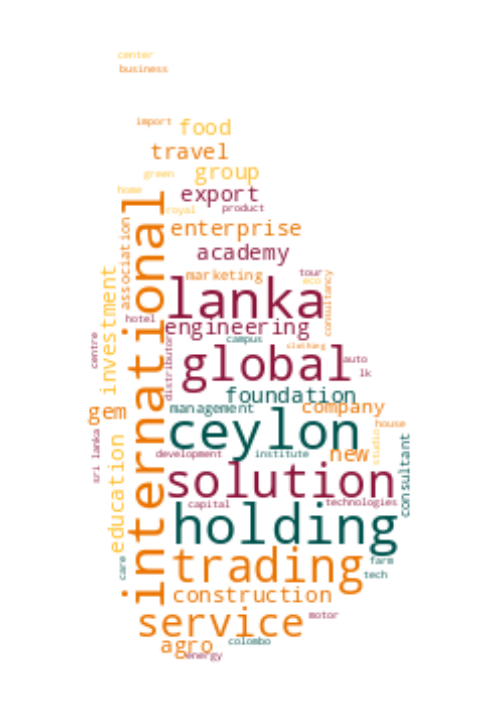 center
business
import
food
travel
green
group
home
export
royal
product
association
international
enterprise
academy
investment
marketing
tour
eco
consultancy
lanka
hotel
engineering
centre
distributor
campus
clothing
global
auto
lk
foundation
gem
management
company
sri lanka
ceylon
house
studio
new
education
development
institute
consultant
solution
capital
technologies
holding
care
trading
farm
tech
construction
service
motor
agro
colombo
energy